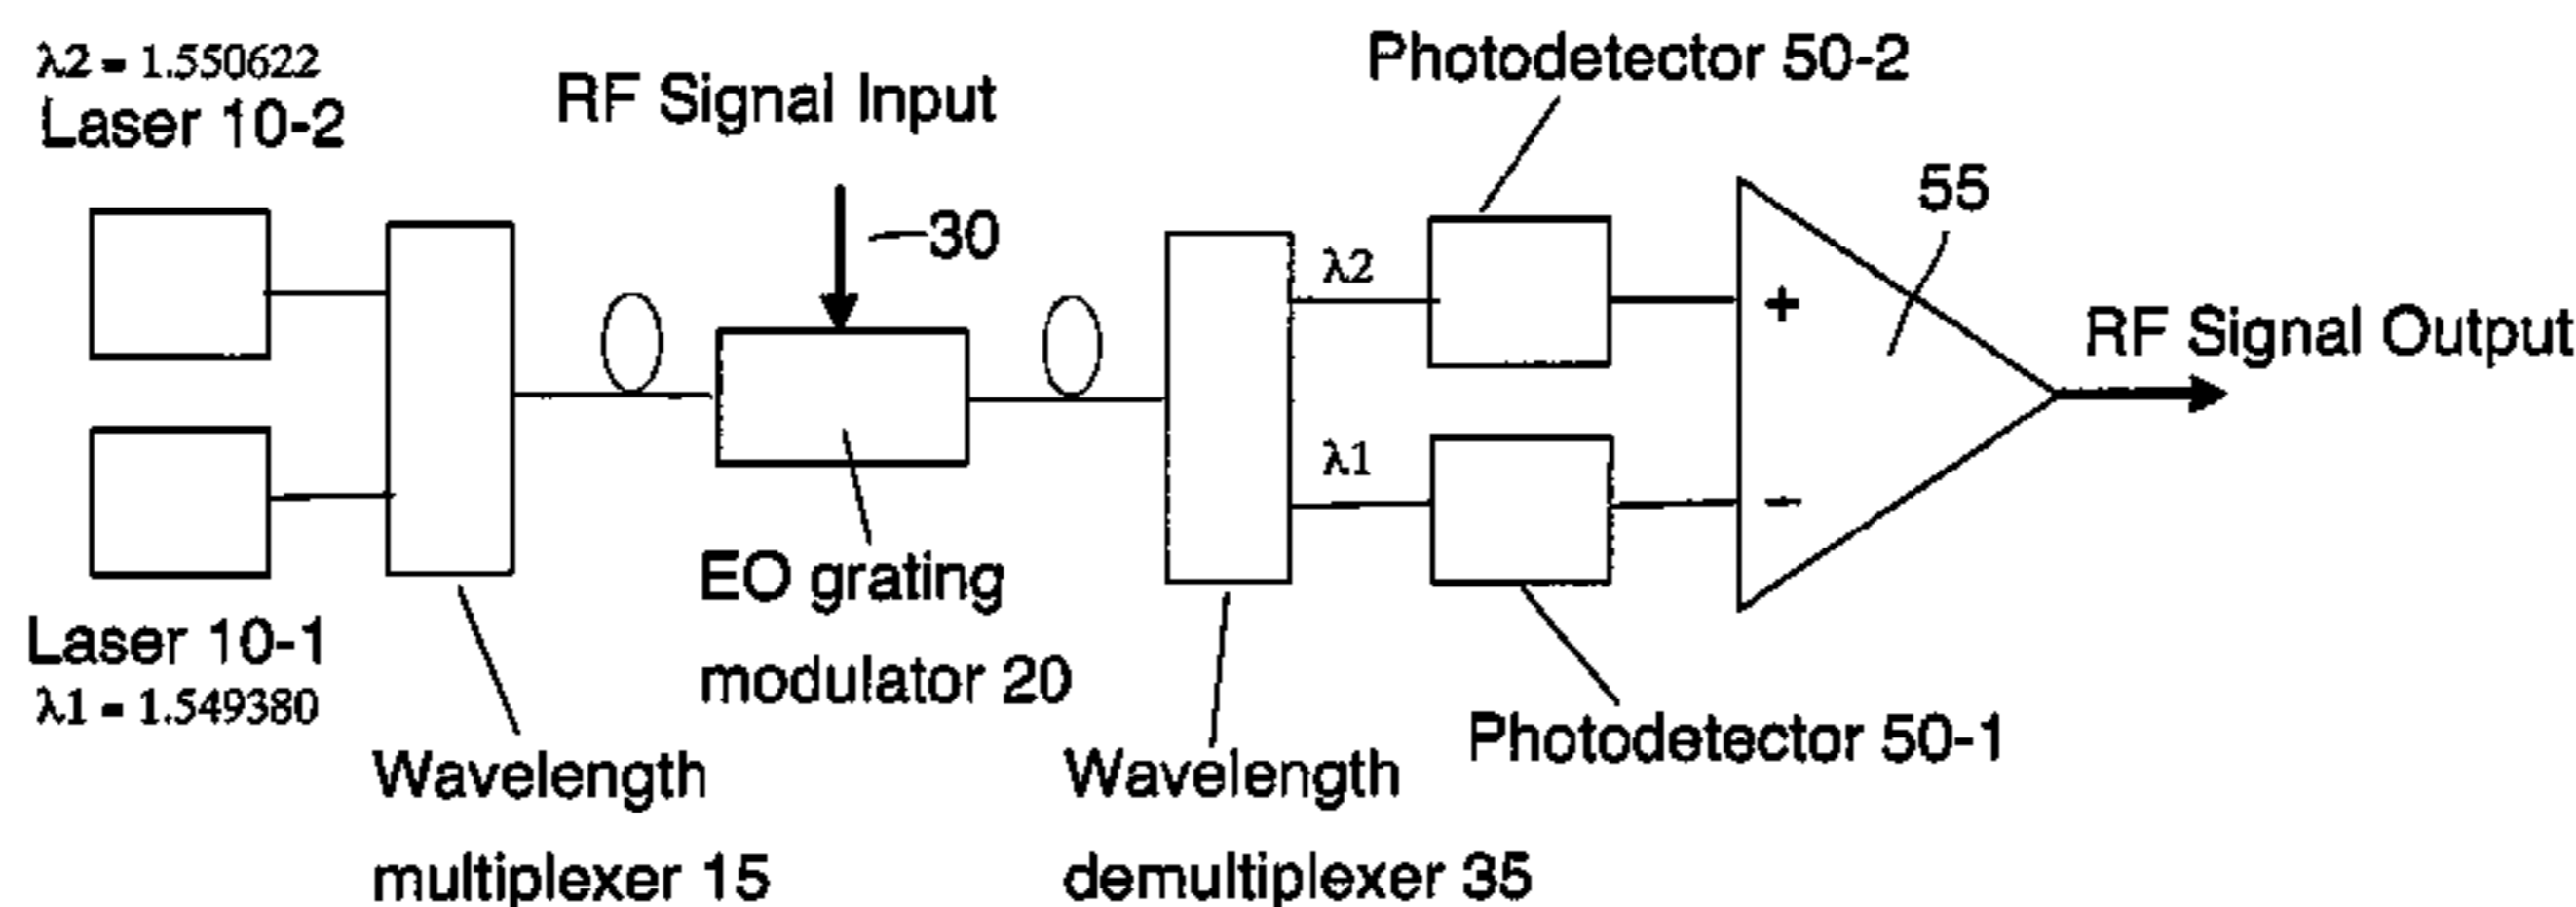 λ2 = 1.550622
Laser 10-2
RF Signal Input
30
Photodetector 50-2
55
λ2
+
RF Signal Output
λ1
−
EO grating
modulator 20
Laser 10-1
λ1 = 1.549380
Wavelength
multiplexer 15
Wavelength
demultiplexer 35
Photodetector 50-1